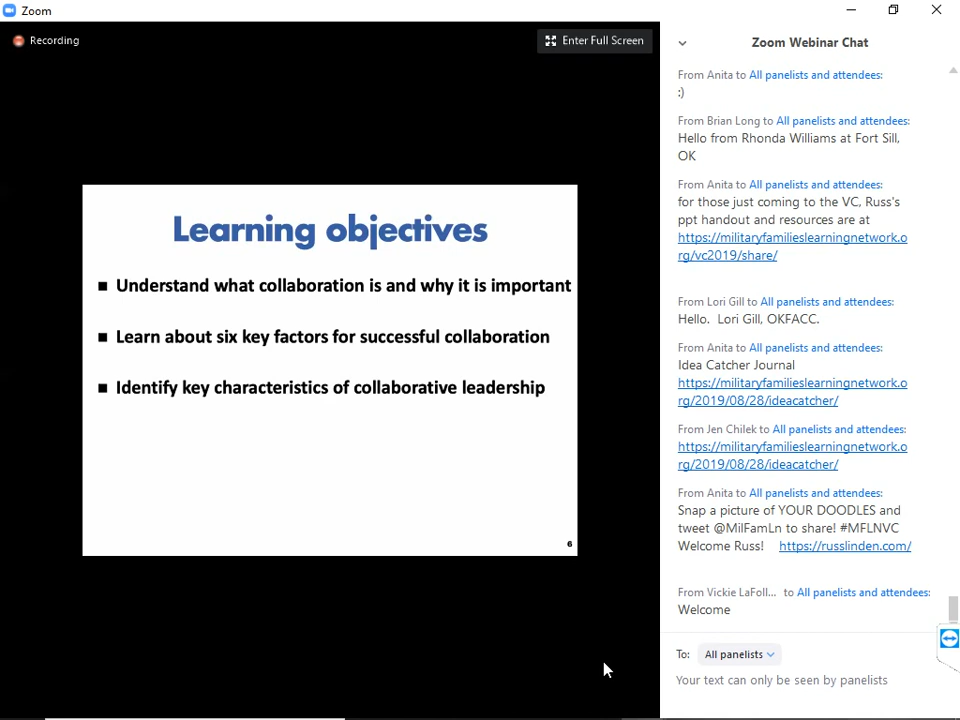 Zoom
Recording
Enter Full Screen
Learning objectives
■ Understand what collaboration is and why it is important
■ Learn about six key factors for successful collaboration
■ Identify key characteristics of collaborative leadership
6
Zoom Webinar Chat
From Anita to All panelists and attendees:
:)
From Brian Long to All panelists and attendees:
Hello from Rhonda Williams at Fort Sill,
OK
From Anita to All panelists and attendees:
for those just coming to the VC, Russ's
ppt handout and resources are at
https://militaryfamilieslearningnetwork.o
rg/vc2019/share/
From Lori Gill to All panelists and attendees:
Hello. Lori Gill, OKFACC.
From Anita to All panelists and attendees:
Idea Catcher Journal
https://militaryfamilieslearningnetwork.o
rg/2019/08/28/ideacatcher/
From Jen Chilek to All panelists and attendees:
https://militaryfamilieslearningnetwork.o
rg/2019/08/28/ideacatcher/
From Anita to All panelists and attendees:
Snap a picture of YOUR DOODLES and
tweet @MilFamLn to share! #MFLNVC
Welcome Russ! https://russlinden.com/
From Vickie LaFoll... to All panelists and attendees:
Welcome
To: All panelists
Your text can only be seen by panelists